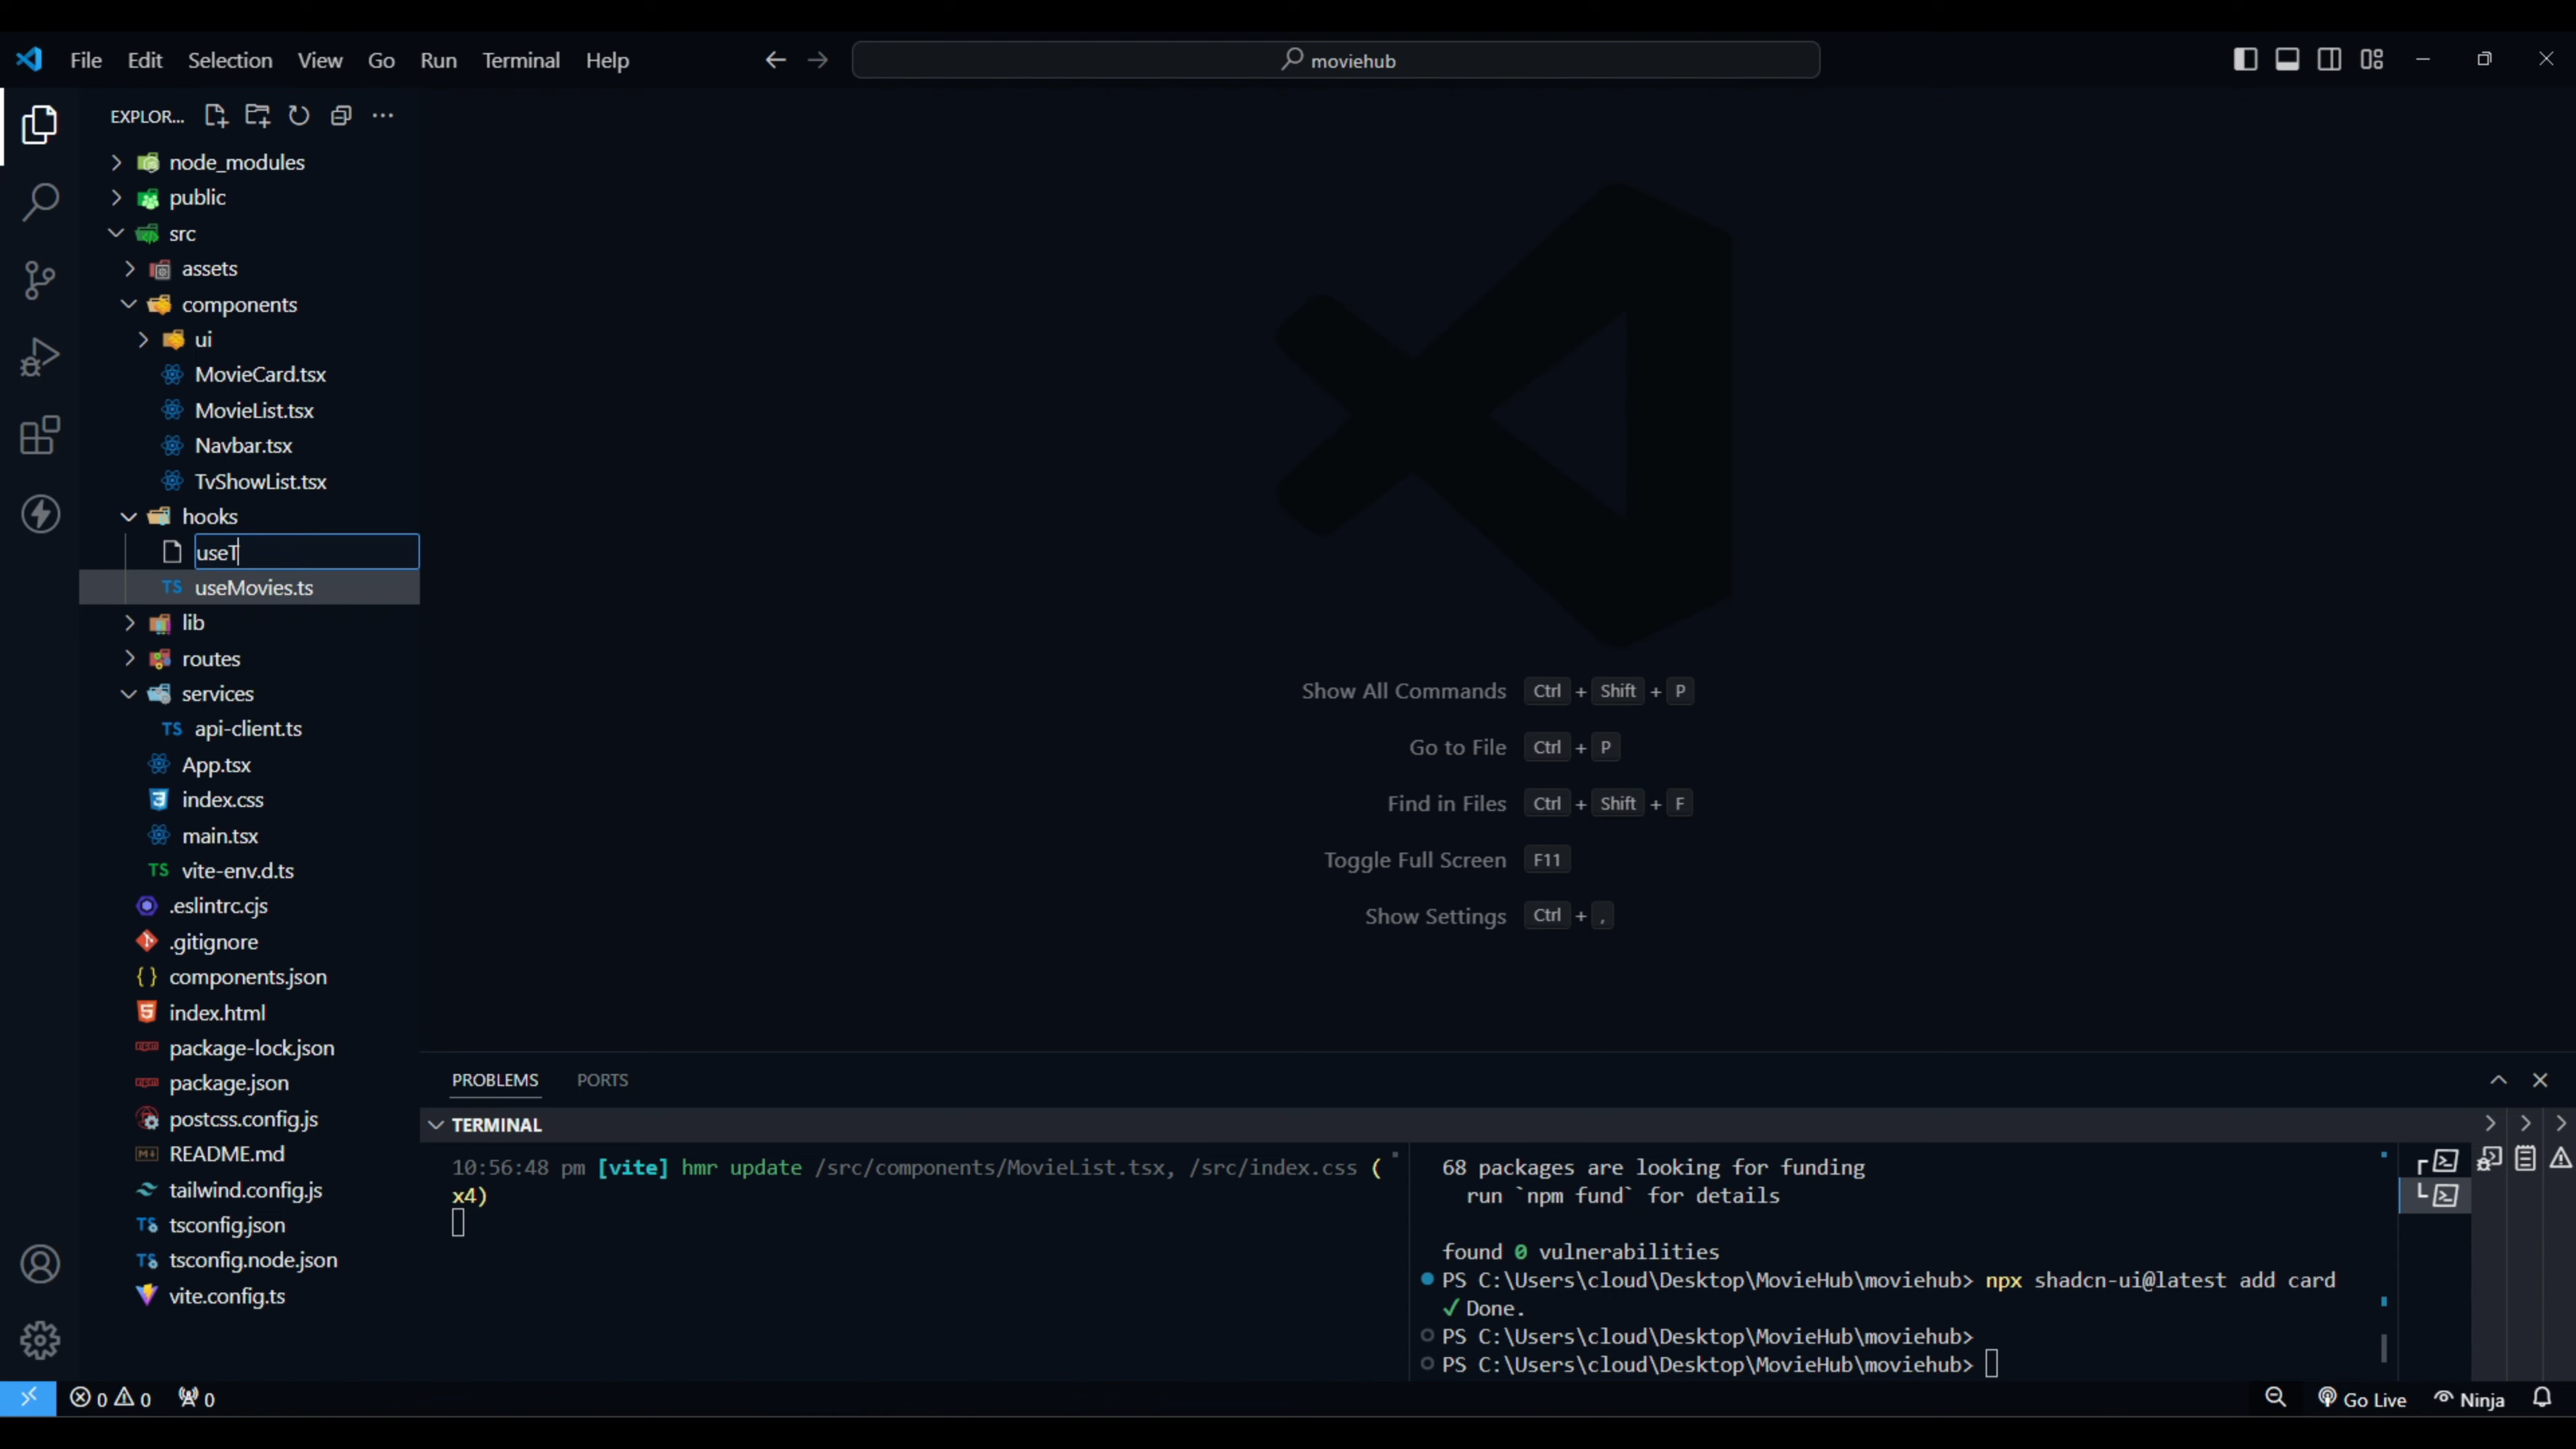 File Edit Selection View Go Run Terminal Help
moviehub
EXPLOR...
node_modules
public
src
assets
components
ui
MovieCard.tsx
MovieList.tsx
Navbar.tsx
TvShowList.tsx
hooks
useT
TS useMovies.ts
lib
routes
services
TS api-client.ts
App.tsx
index.css
main.tsx
TS vite-env.d.ts
.eslintrc.cjs
.gitignore
{ } components.json
index.html
package-lock.json
package.json
postcss.config.js
README.md
tailwind.config.js
TS tsconfig.json
TS tsconfig.node.json
vite.config.ts
Show All Commands Ctrl + Shift + P
Go to File Ctrl + P
Find in Files Ctrl + Shift + F
Toggle Full Screen F11
Show Settings Ctrl + ,
PROBLEMS PORTS
TERMINAL
10:56:48 pm [vite] hmr update /src/components/MovieList.tsx, /src/index.css (
x4)
68 packages are looking for funding
run `npm fund` for details
found 0 vulnerabilities
PS C:\Users\cloud\Desktop\MovieHub\moviehub> npx shadcn-ui@latest add card
✓ Done.
PS C:\Users\cloud\Desktop\MovieHub\moviehub>
PS C:\Users\cloud\Desktop\MovieHub\moviehub>
0 0 0 Go Live Ninja